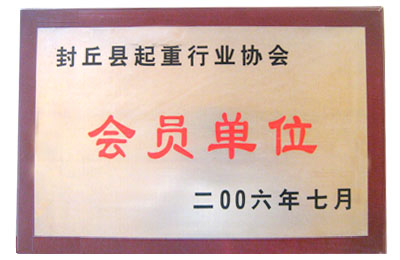 封丘县起重行业协会
会员单位
二00六年七月